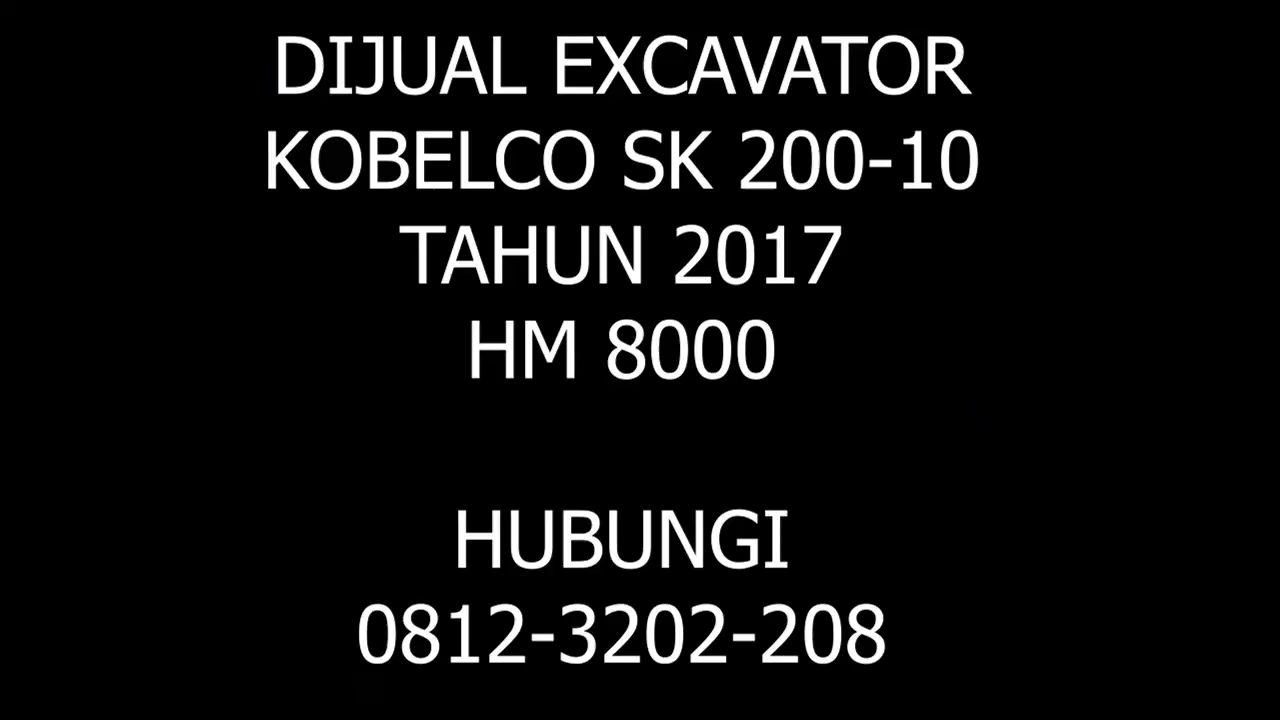 DIJUAL EXCAVATOR
KOBELCO SK 200-10
TAHUN 2017
HM 8000
HUBUNGI
0812-3202-208